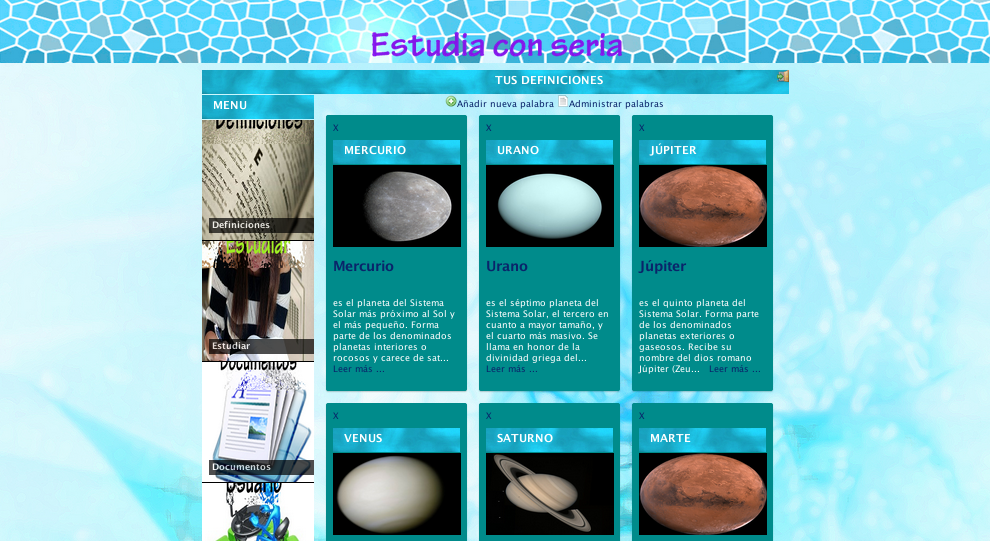 Estudia con seria
TUS DEFINICIONES
MENU
Añadir nueva palabra Administrar palabras
Definiciones
Definiciones
Estudiar
Estudiar
Documentos
Documentos
Usuario
X
MERCURIO
Mercurio
es el planeta del Sistema
Solar más próximo al Sol y
el más pequeño. Forma
parte de los denominados
planetas interiores o
rocosos y carece de sat...
Leer más ...
X
URANO
Urano
es el séptimo planeta del
Sistema Solar, el tercero en
cuanto a mayor tamaño, y
el cuarto más masivo. Se
llama en honor de la
divinidad griega del...
Leer más ...
X
JÚPITER
Júpiter
es el quinto planeta del
Sistema Solar. Forma parte
de los denominados
planetas exteriores o
gaseosos. Recibe su
nombre del dios romano
Júpiter (Zeu... Leer más ...
X
VENUS
X
SATURNO
X
MARTE